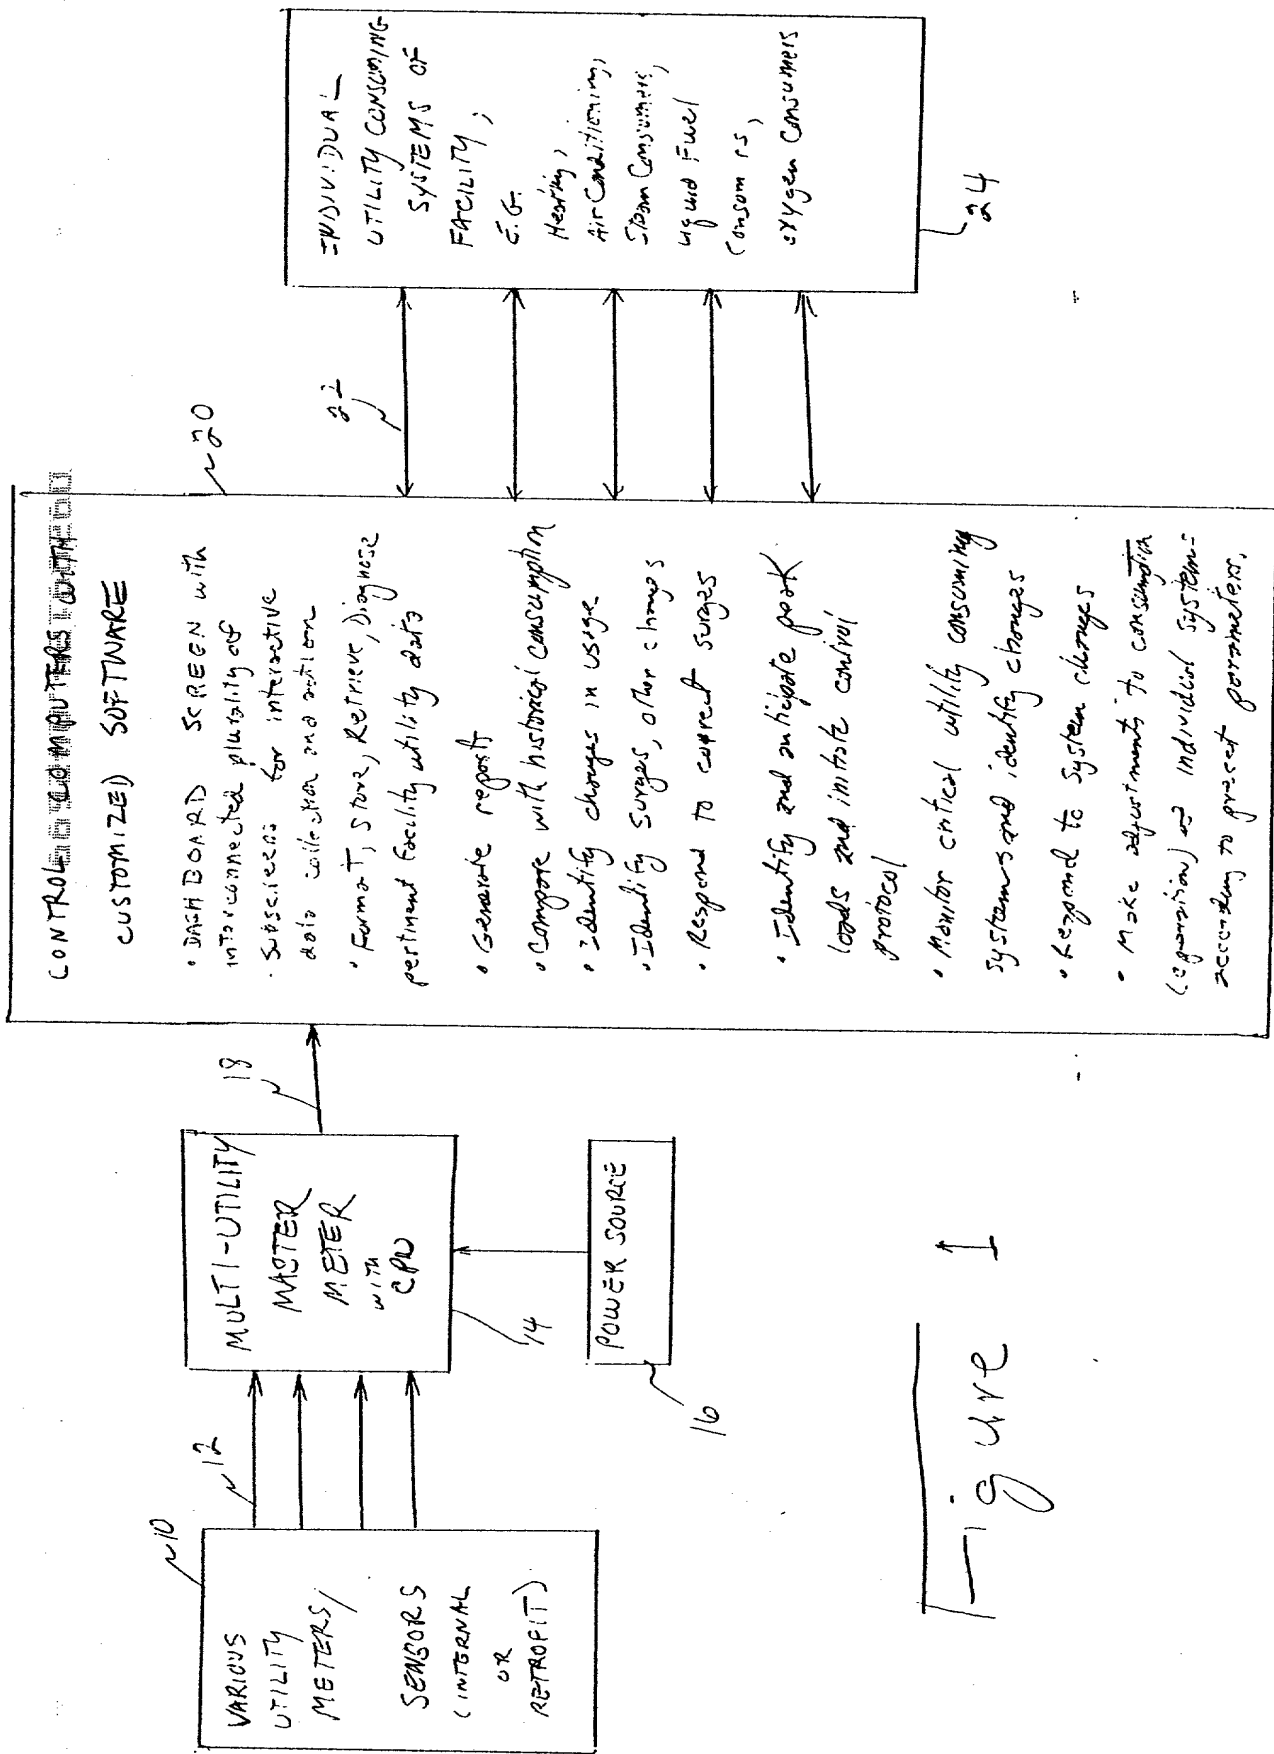 10
VARIOUS
UTILITY
METERS/
SENSORS
(INTERNAL
OR
RETROFIT)
12
MULTI-UTILITY
MASTER
METER
WITH
CPU
14
POWER SOURCE
16
18
CONTROL COMPUTERS WITH
CUSTOMIZED SOFTWARE
• DASH BOARD SCREEN with
interconnected plurality of
• Subscreens for interactive
data collection and action
• Format, Store, Retrieve, Diagnose
pertinent facility utility data
• Generate reports
• Compare with historical consumption
• Identify changes in usage
• Identify surges, other changes
• Respond to current surges
• Identify and anticipate peak
loads and initiate control
protocol
• Monitor critical utility consuming
systems and identify changes
• Respond to system changes
• Make adjustments to consumption
(operation) of individual systems
according to preset parameters.
20
22
INDIVIDUAL
UTILITY CONSUMING
SYSTEMS OF
FACILITY;
E.G.
Heating,
Air Conditioning,
Steam Consumers,
Liquid Fuel
Consumers,
oxygen Consumers
24
Figure 1